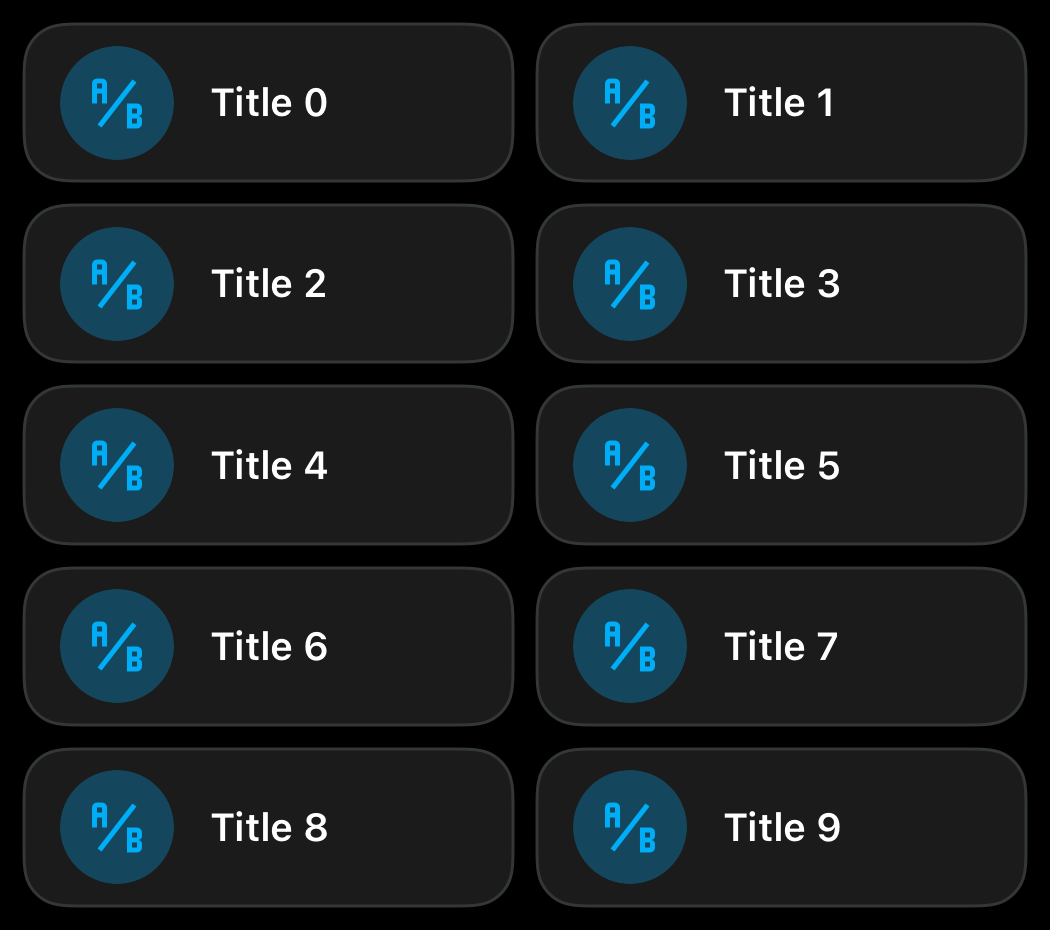 A/B Title 0
A/B Title 1
A/B Title 2
A/B Title 3
A/B Title 4
A/B Title 5
A/B Title 6
A/B Title 7
A/B Title 8
A/B Title 9